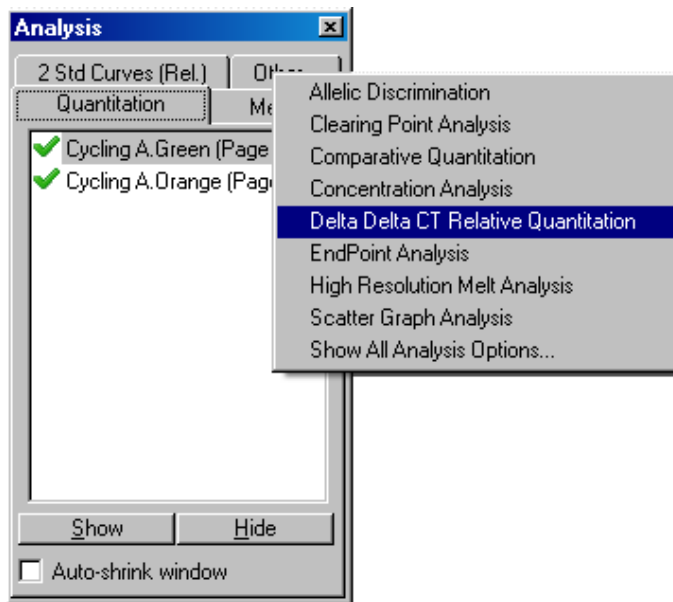 Analysis
2 Std Curves (Rel.)
Quantitation
Cycling A.Green (Page
Cycling A.Orange (Pag
Allelic Discrimination
Clearing Point Analysis
Comparative Quantitation
Concentration Analysis
Delta Delta CT Relative Quantitation
EndPoint Analysis
High Resolution Melt Analysis
Scatter Graph Analysis
Show All Analysis Options...
Show
Hide
Auto-shrink window